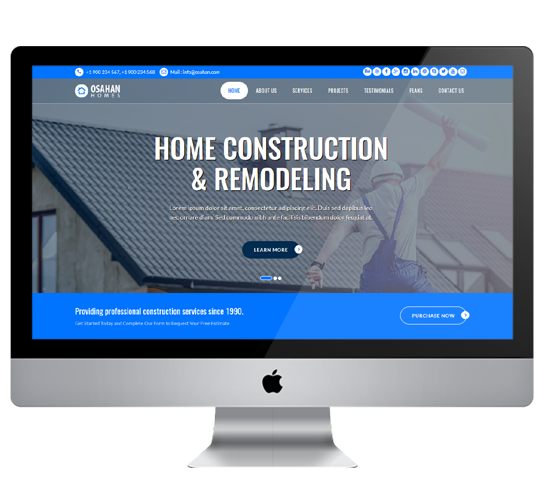 +1 900 234 567, +1 900 234 568 Mail : info@osahan.com
OSAHAN
HOMES
HOME ABOUT US SERVICES PROJECTS TESTIMONIALS PLANS CONTACT US
HOME CONSTRUCTION
& REMODELING
Lorem ipsum dolor sit amet, consectetur adipiscing elit. Duis sed dapibus leo,
nec ornare diam. Sed commodo nibh ante facilisis bibendum dolor feugiat at.
LEARN MORE
Providing professional construction services since 1990.
Get Started Today and Complete Our Form to Request Your Free Estimate
PURCHASE NOW